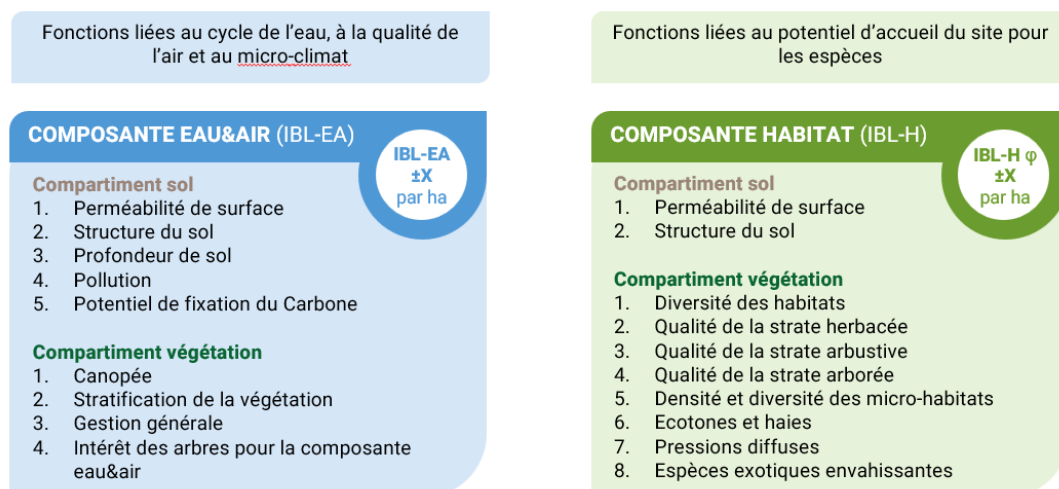 Fonctions liées au cycle de l’eau, à la qualité de
l’air et au micro-climat
COMPOSANTE EAU&AIR (IBL-EA)
IBL-EA
±X
par ha
Compartiment sol
1. Perméabilité de surface
2. Structure du sol
3. Profondeur de sol
4. Pollution
5. Potentiel de fixation du Carbone
Compartiment végétation
1. Canopée
2. Stratification de la végétation
3. Gestion générale
4. Intérêt des arbres pour la composante
eau&air
Fonctions liées au potentiel d’accueil du site pour
les espèces
COMPOSANTE HABITAT (IBL-H)
IBL-H φ
±X
par ha
Compartiment sol
1. Perméabilité de surface
2. Structure du sol
Compartiment végétation
1. Diversité des habitats
2. Qualité de la strate herbacée
3. Qualité de la strate arbustive
4. Qualité de la strate arborée
5. Densité et diversité des micro-habitats
6. Ecotones et haies
7. Pressions diffuses
8. Espèces exotiques envahissantes